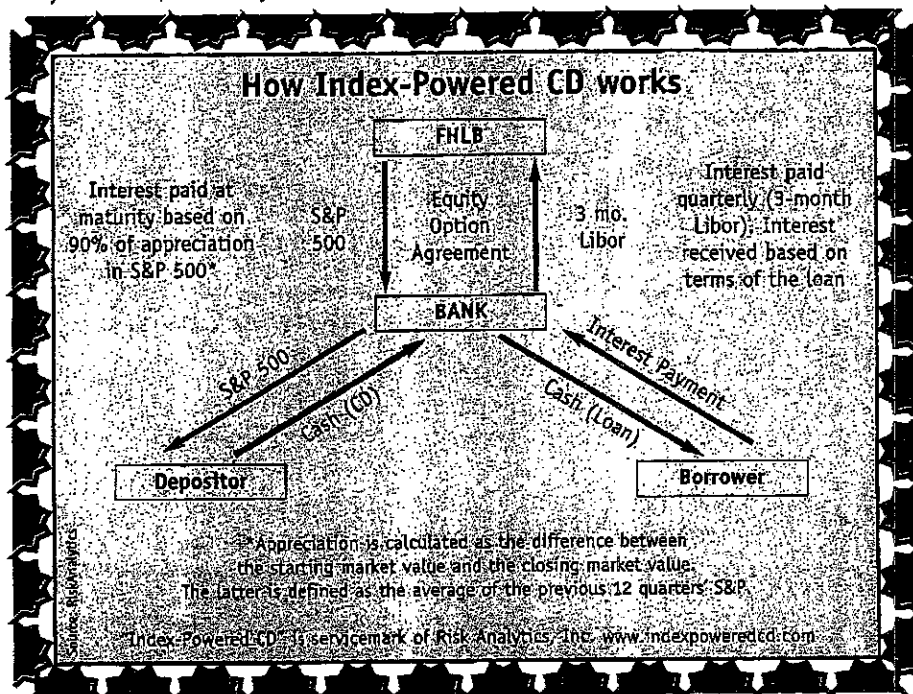 How Index-Powered CD works
FHLB
Interest paid at
maturity based on
90% of appreciation
in S&P 500*
S&P
500
Equity
Option
Agreement
3 mo.
Libor
Interest paid
quarterly (3-month
Libor); Interest
received based on
terms of the loan
BANK
S&P 500
Cash (CD)
Interest Payment
Cash (Loan)
Depositor
Borrower
*Appreciation is calculated as the difference between
the starting market value and the closing market value.
The latter is defined as the average of the previous 12 quarters' S&P.
"Index-Powered CD" is servicemark of Risk Analytics, Inc. www.indexpoweredcd.com
Source: RiskAnalytics